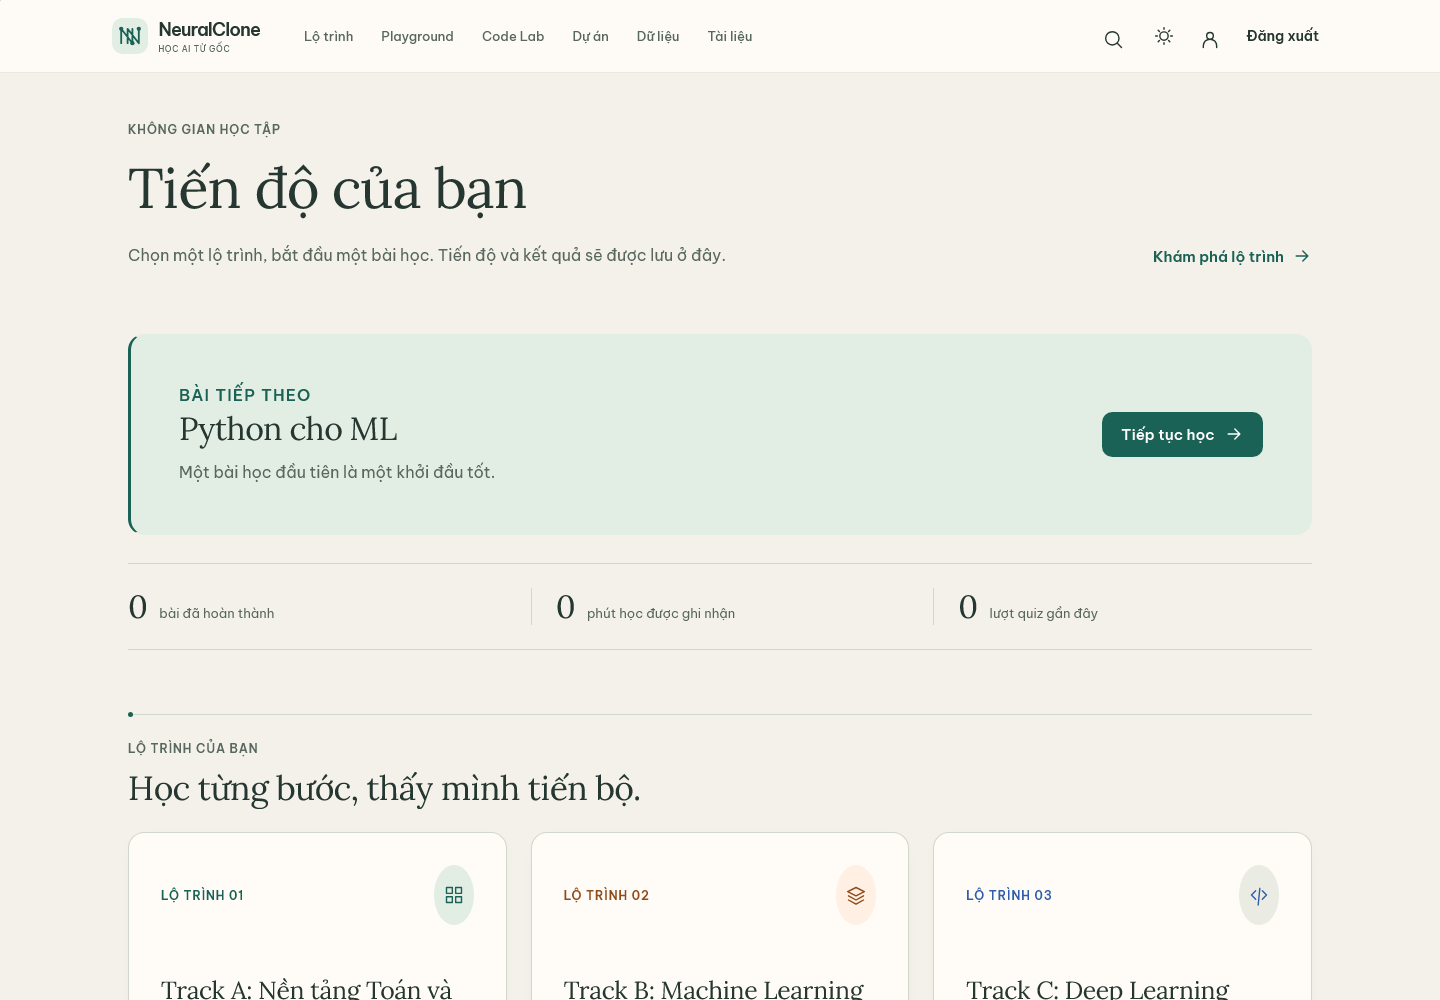 NeuralClone
HỌC AI TỪ GỐC
Lộ trình
Playground
Code Lab
Dự án
Dữ liệu
Tài liệu
Đăng xuất
KHÔNG GIAN HỌC TẬP
Tiến độ của bạn
Chọn một lộ trình, bắt đầu một bài học. Tiến độ và kết quả sẽ được lưu ở đây.
Khám phá lộ trình
BÀI TIẾP THEO
Python cho ML
Một bài học đầu tiên là một khởi đầu tốt.
Tiếp tục học
0 bài đã hoàn thành
0 phút học được ghi nhận
0 lượt quiz gần đây
LỘ TRÌNH CỦA BẠN
Học từng bước, thấy mình tiến bộ.
LỘ TRÌNH 01
LỘ TRÌNH 02
LỘ TRÌNH 03
Track A: Nền tảng Toán và
Track B: Machine Learning
Track C: Deep Learning